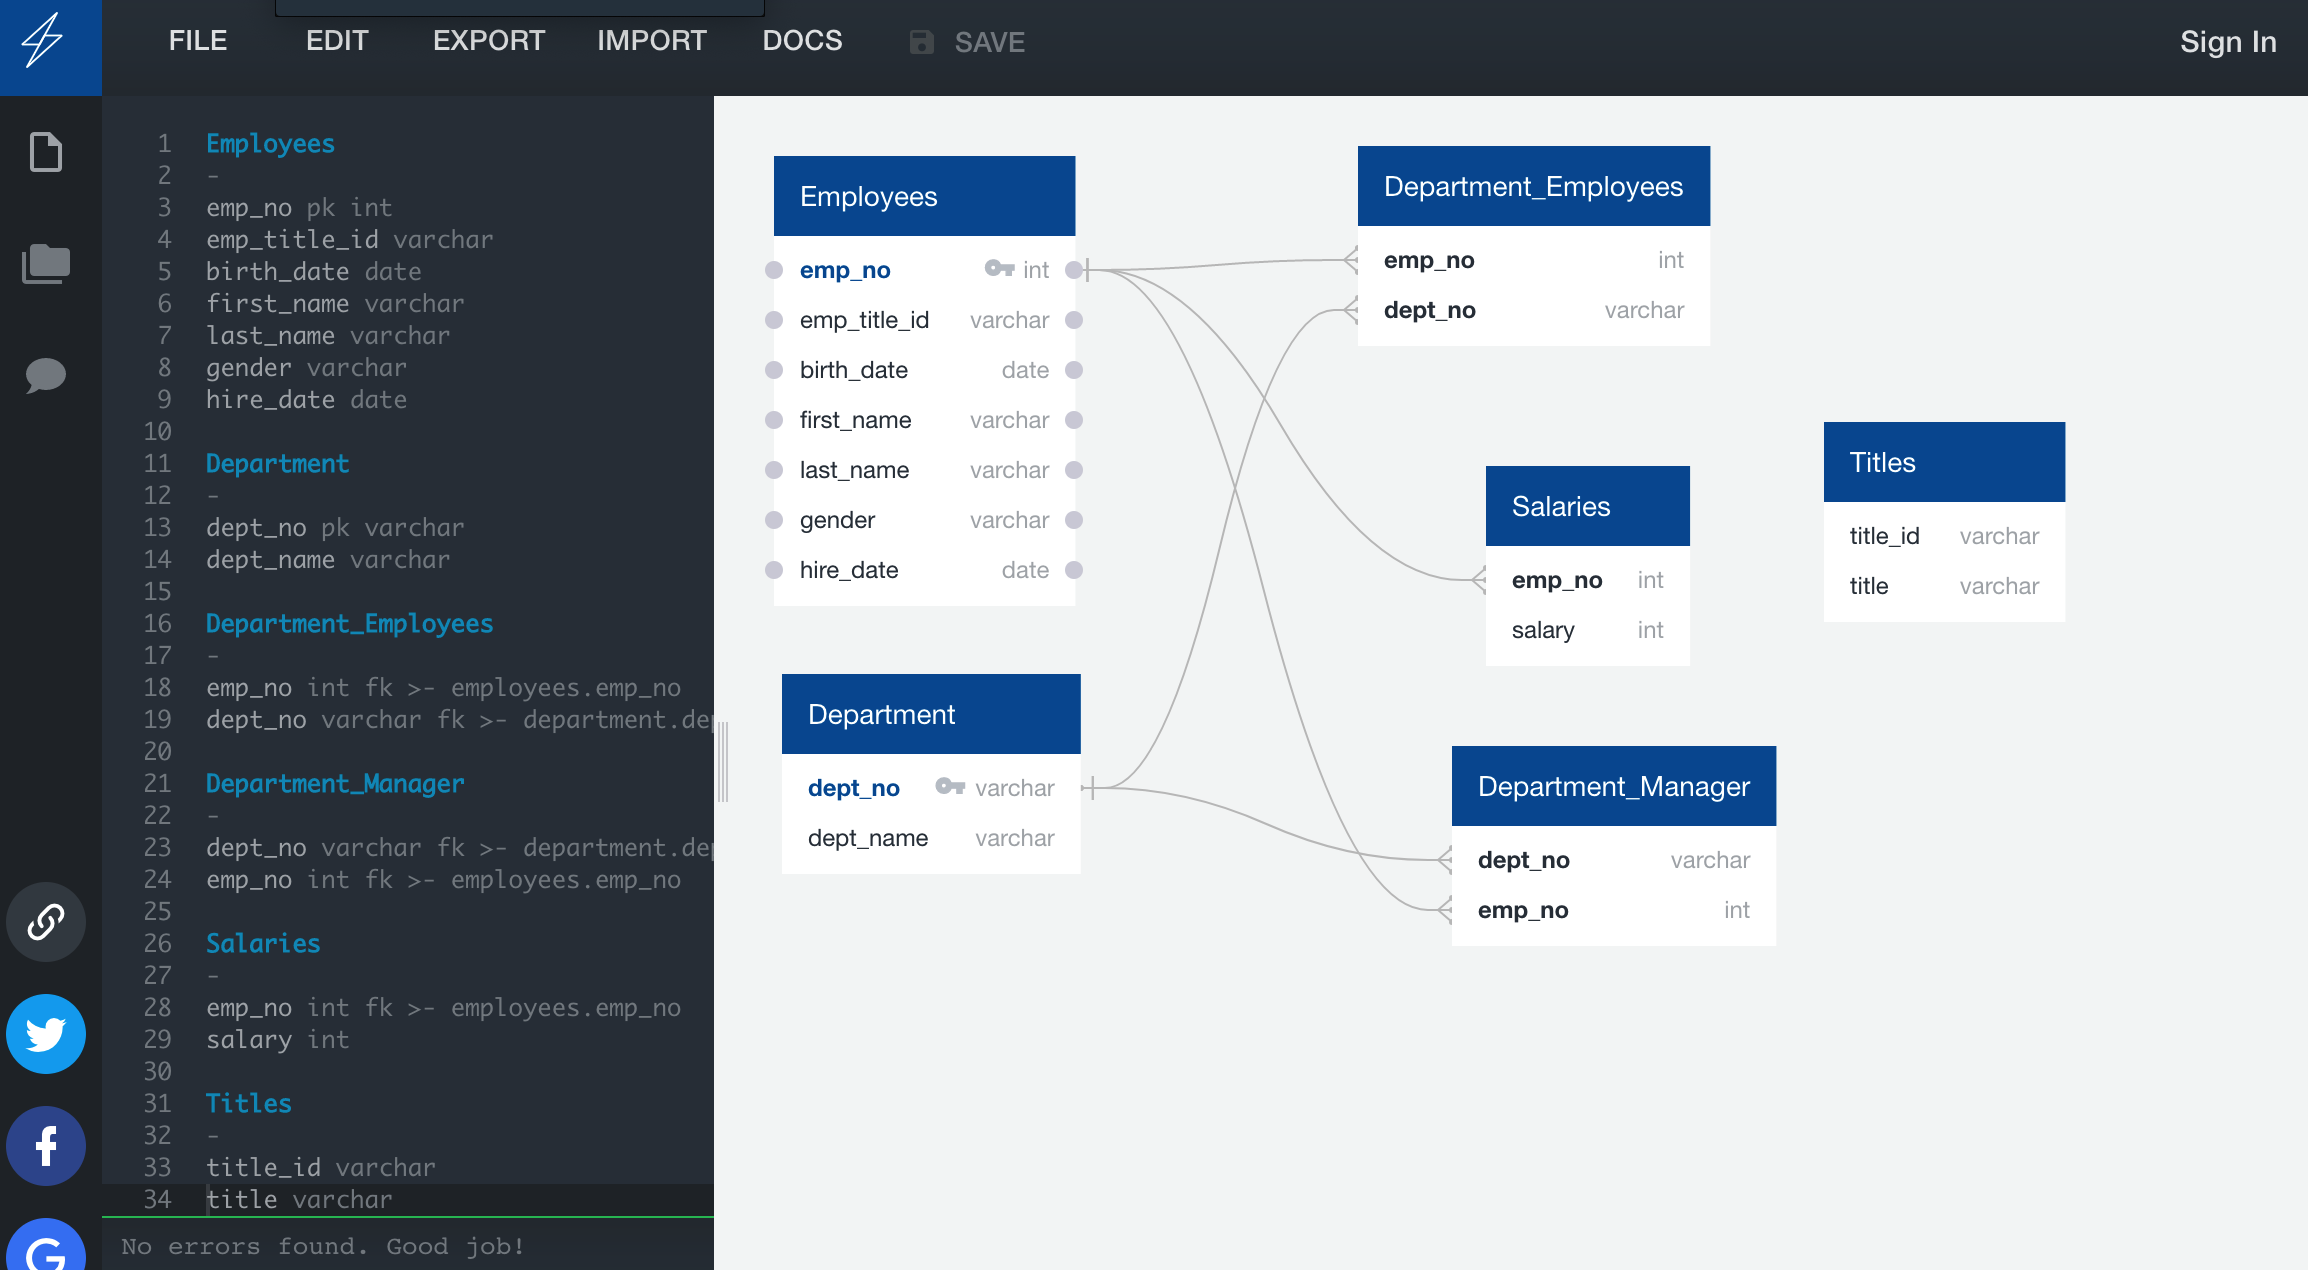 FILE EDIT EXPORT IMPORT DOCS SAVE Sign In
1 Employees
2 -
3 emp_no pk int
4 emp_title_id varchar
5 birth_date date
6 first_name varchar
7 last_name varchar
8 gender varchar
9 hire_date date
10
11 Department
12 -
13 dept_no pk varchar
14 dept_name varchar
15
16 Department_Employees
17 -
18 emp_no int fk >- employees.emp_no
19 dept_no varchar fk >- department.dep
20
21 Department_Manager
22 -
23 dept_no varchar fk >- department.dep
24 emp_no int fk >- employees.emp_no
25
26 Salaries
27 -
28 emp_no int fk >- employees.emp_no
29 salary int
30
31 Titles
32 -
33 title_id varchar
34 title varchar
No errors found. Good job!
Employees
emp_no int
emp_title_id varchar
birth_date date
first_name varchar
last_name varchar
gender varchar
hire_date date
Department
dept_no varchar
dept_name varchar
Department_Employees
emp_no int
dept_no varchar
Salaries
emp_no int
salary int
Titles
title_id varchar
title varchar
Department_Manager
dept_no varchar
emp_no int